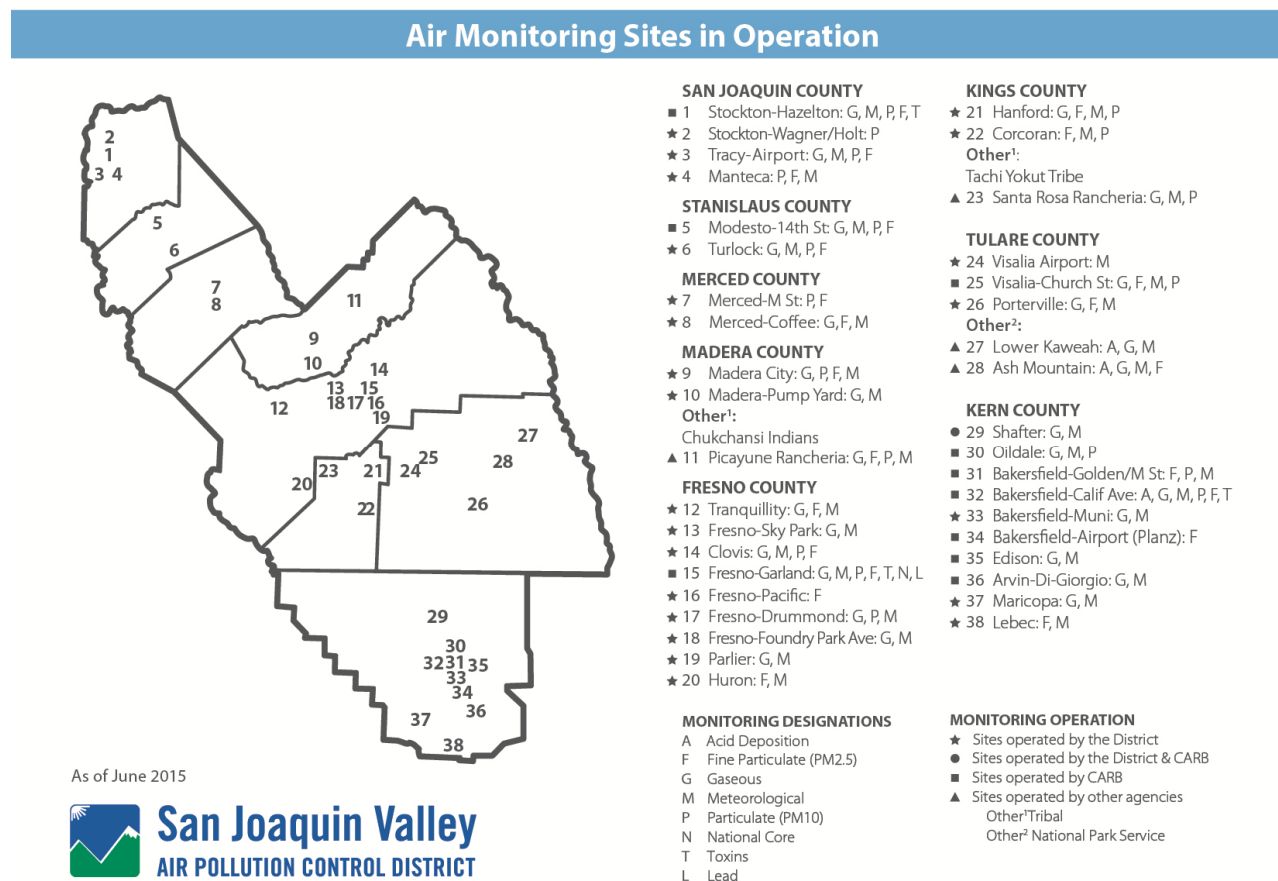 Air Monitoring Sites in Operation
2
1
3 4
5
6
7
8
11
9
10
14
13 15
12 18 17 16
19
27
25
20 23 21 24 28
22 26
29
30
32 31 35
33
34
37 36
38
As of June 2015
San Joaquin Valley
AIR POLLUTION CONTROL DISTRICT
SAN JOAQUIN COUNTY
■ 1 Stockton-Hazelton: G, M, P, F, T
★ 2 Stockton-Wagner/Holt: P
★ 3 Tracy-Airport: G, M, P, F
★ 4 Manteca: P, F, M
STANISLAUS COUNTY
■ 5 Modesto-14th St: G, M, P, F
★ 6 Turlock: G, M, P, F
MERCED COUNTY
★ 7 Merced-M St: P, F
★ 8 Merced-Coffee: G,F, M
MADERA COUNTY
★ 9 Madera City: G, P, F, M
★ 10 Madera-Pump Yard: G, M
Other¹:
Chukchansi Indians
▲ 11 Picayune Rancheria: G, F, P, M
FRESNO COUNTY
★ 12 Tranquillity: G, F, M
★ 13 Fresno-Sky Park: G, M
★ 14 Clovis: G, M, P, F
■ 15 Fresno-Garland: G, M, P, F, T, N, L
★ 16 Fresno-Pacific: F
★ 17 Fresno-Drummond: G, P, M
★ 18 Fresno-Foundry Park Ave: G, M
★ 19 Parlier: G, M
★ 20 Huron: F, M
KINGS COUNTY
★ 21 Hanford: G, F, M, P
★ 22 Corcoran: F, M, P
Other¹:
Tachi Yokut Tribe
▲ 23 Santa Rosa Rancheria: G, M, P
TULARE COUNTY
★ 24 Visalia Airport: M
■ 25 Visalia-Church St: G, F, M, P
★ 26 Porterville: G, F, M
Other²:
▲ 27 Lower Kaweah: A, G, M
▲ 28 Ash Mountain: A, G, M, F
KERN COUNTY
● 29 Shafter: G, M
■ 30 Oildale: G, M, P
■ 31 Bakersfield-Golden/M St: F, P, M
■ 32 Bakersfield-Calif Ave: A, G, M, P, F, T
★ 33 Bakersfield-Muni: G, M
■ 34 Bakersfield-Airport (Planz): F
■ 35 Edison: G, M
■ 36 Arvin-Di-Giorgio: G, M
★ 37 Maricopa: G, M
★ 38 Lebec: F, M
MONITORING DESIGNATIONS
A Acid Deposition
F Fine Particulate (PM2.5)
G Gaseous
M Meteorological
P Particulate (PM10)
N National Core
T Toxins
L Lead
MONITORING OPERATION
★ Sites operated by the District
● Sites operated by the District & CARB
■ Sites operated by CARB
▲ Sites operated by other agencies
Other¹Tribal
Other² National Park Service